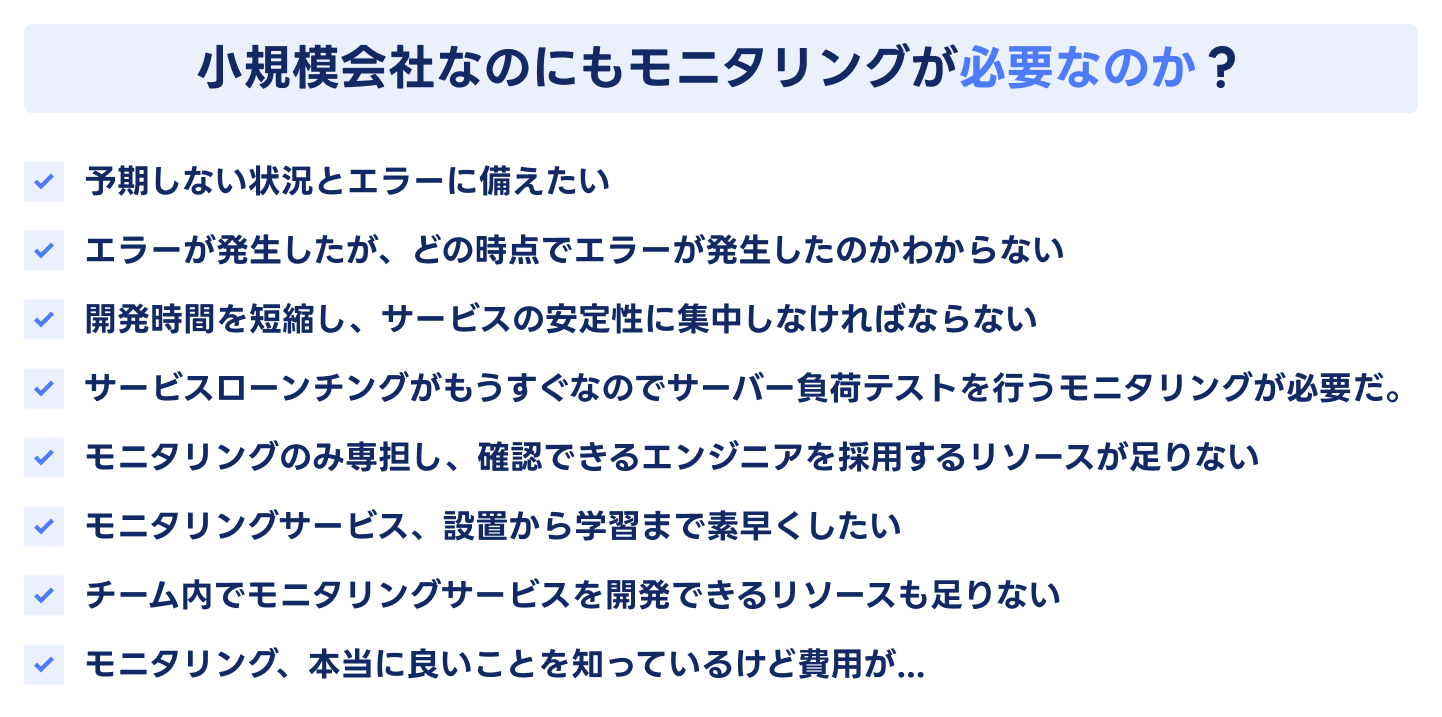 小規模会社なのにもモニタリングが必要なのか？
予期しない状況とエラーに備えたい
エラーが発生したが、どの時点でエラーが発生したのかわからない
開発時間を短縮し、サービスの安定性に集中しなければならない
サービスローンチングがもうすぐなのでサーバー負荷テストを行うモニタリングが必要だ。
モニタリングのみ専担し、確認できるエンジニアを採用するリソースが足りない
モニタリングサービス、設置から学習まで素早くしたい
チーム内でモニタリングサービスを開発できるリソースも足りない
モニタリング、本当に良いことを知っているけど費用が...